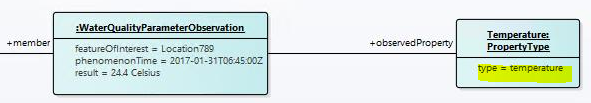 +member
:WaterQualityParameterObservation
featureOfInterest = Location789
phenomenonTime = 2017-01-31T06:45:00Z
result = 24.4 Celsius
+observedProperty
Temperature:
PropertyType
type = temperature